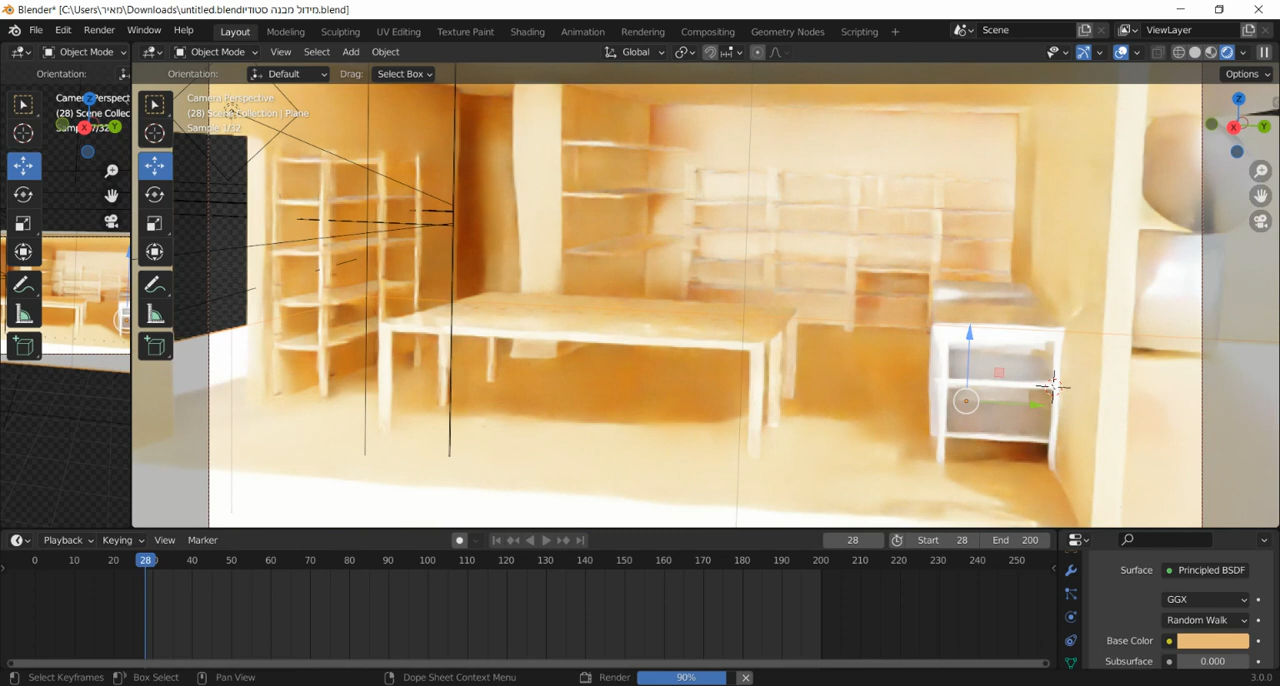 Blender* [C:\Users\מאיר\Downloads\untitled.blendמידול מבנה סטודיו.blend]
File Edit Render Window Help Layout Modeling Sculpting UV Editing Texture Paint Shading Animation Rendering Compositing Geometry Nodes Scripting + Scene ViewLayer
Object Mode Object Mode View Select Add Object Global
Orientation: Orientation: Default Drag: Select Box Options
Camera Perspective
(28) Scene Collection | Plane
Sample 1/32
Z
X
Y
Playback Keying View Marker 28 Start 28 End 200
0 10 20 28 40 50 60 70 80 90 100 110 120 130 140 150 160 170 180 190 200 210 220 230 240 250
Surface Principled BSDF
GGX
Random Walk
Base Color
Subsurface 0.000
Select Keyframes Box Select Pan View Dope Sheet Context Menu Render 90% 3.0.0